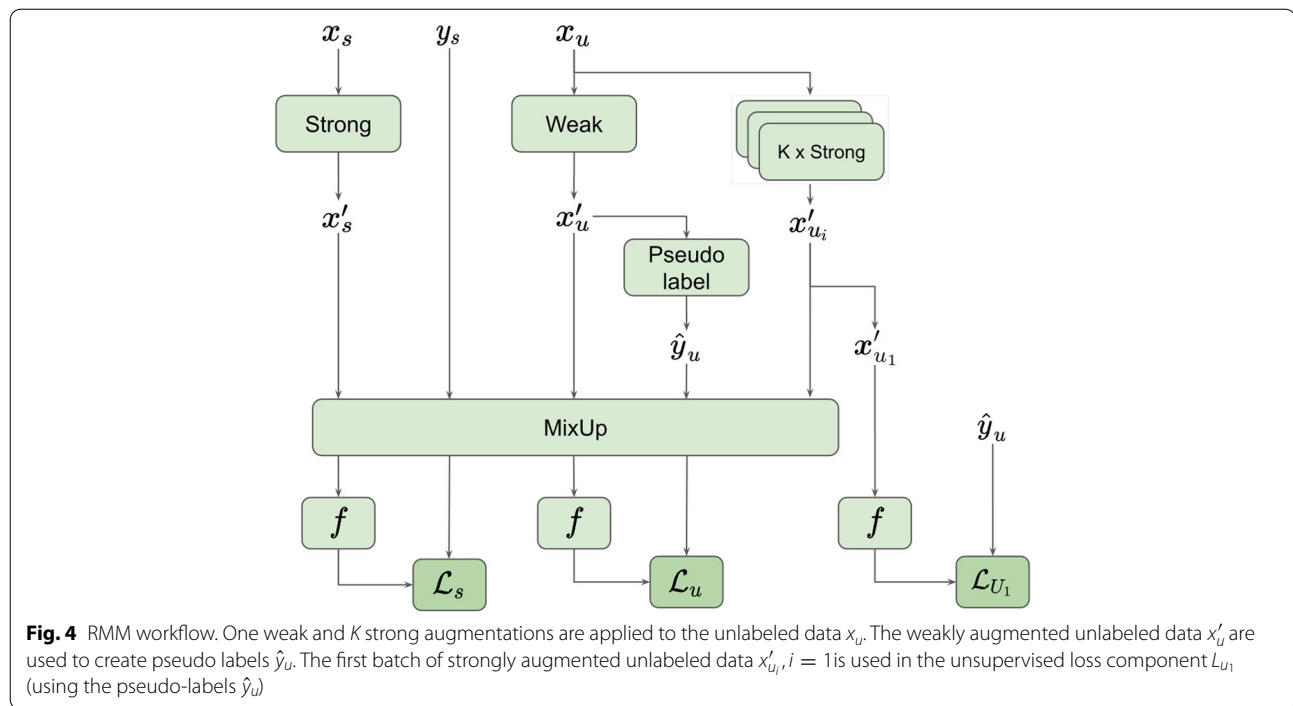 x_s y_s x_u
Strong Weak K x Strong
x'_s x'_u x'_{u_i}
Pseudo
label
ŷ_u x'_{u_1}
MixUp
ŷ_u
f f f
ℒ_s ℒ_u ℒ_{U_1}
Fig. 4 RMM workflow. One weak and K strong augmentations are applied to the unlabeled data x_u. The weakly augmented unlabeled data x'_u are
used to create pseudo labels ŷ_u. The first batch of strongly augmented unlabeled data x'_{u_i}, i = 1 is used in the unsupervised loss component L_{u_1}
(using the pseudo-labels ŷ_u)